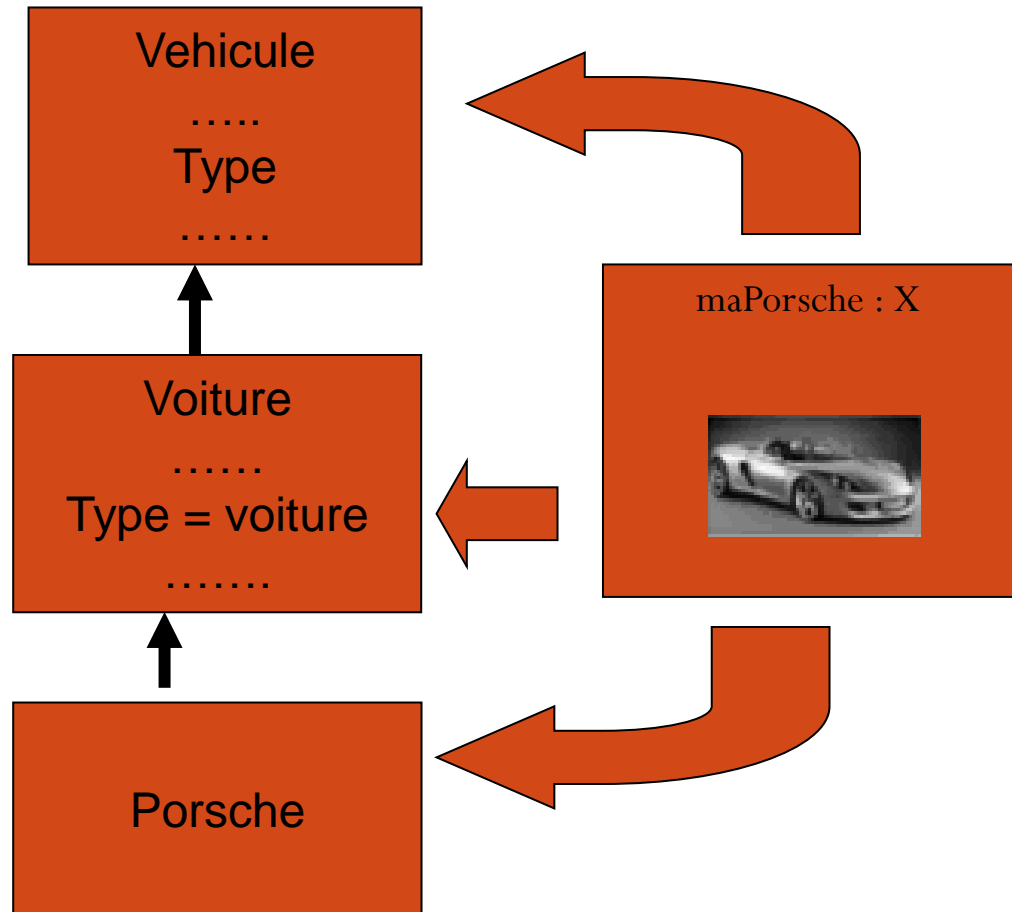 Vehicule
…..
Type
……
maPorsche : X
Voiture
……
Type = voiture
…….
Porsche